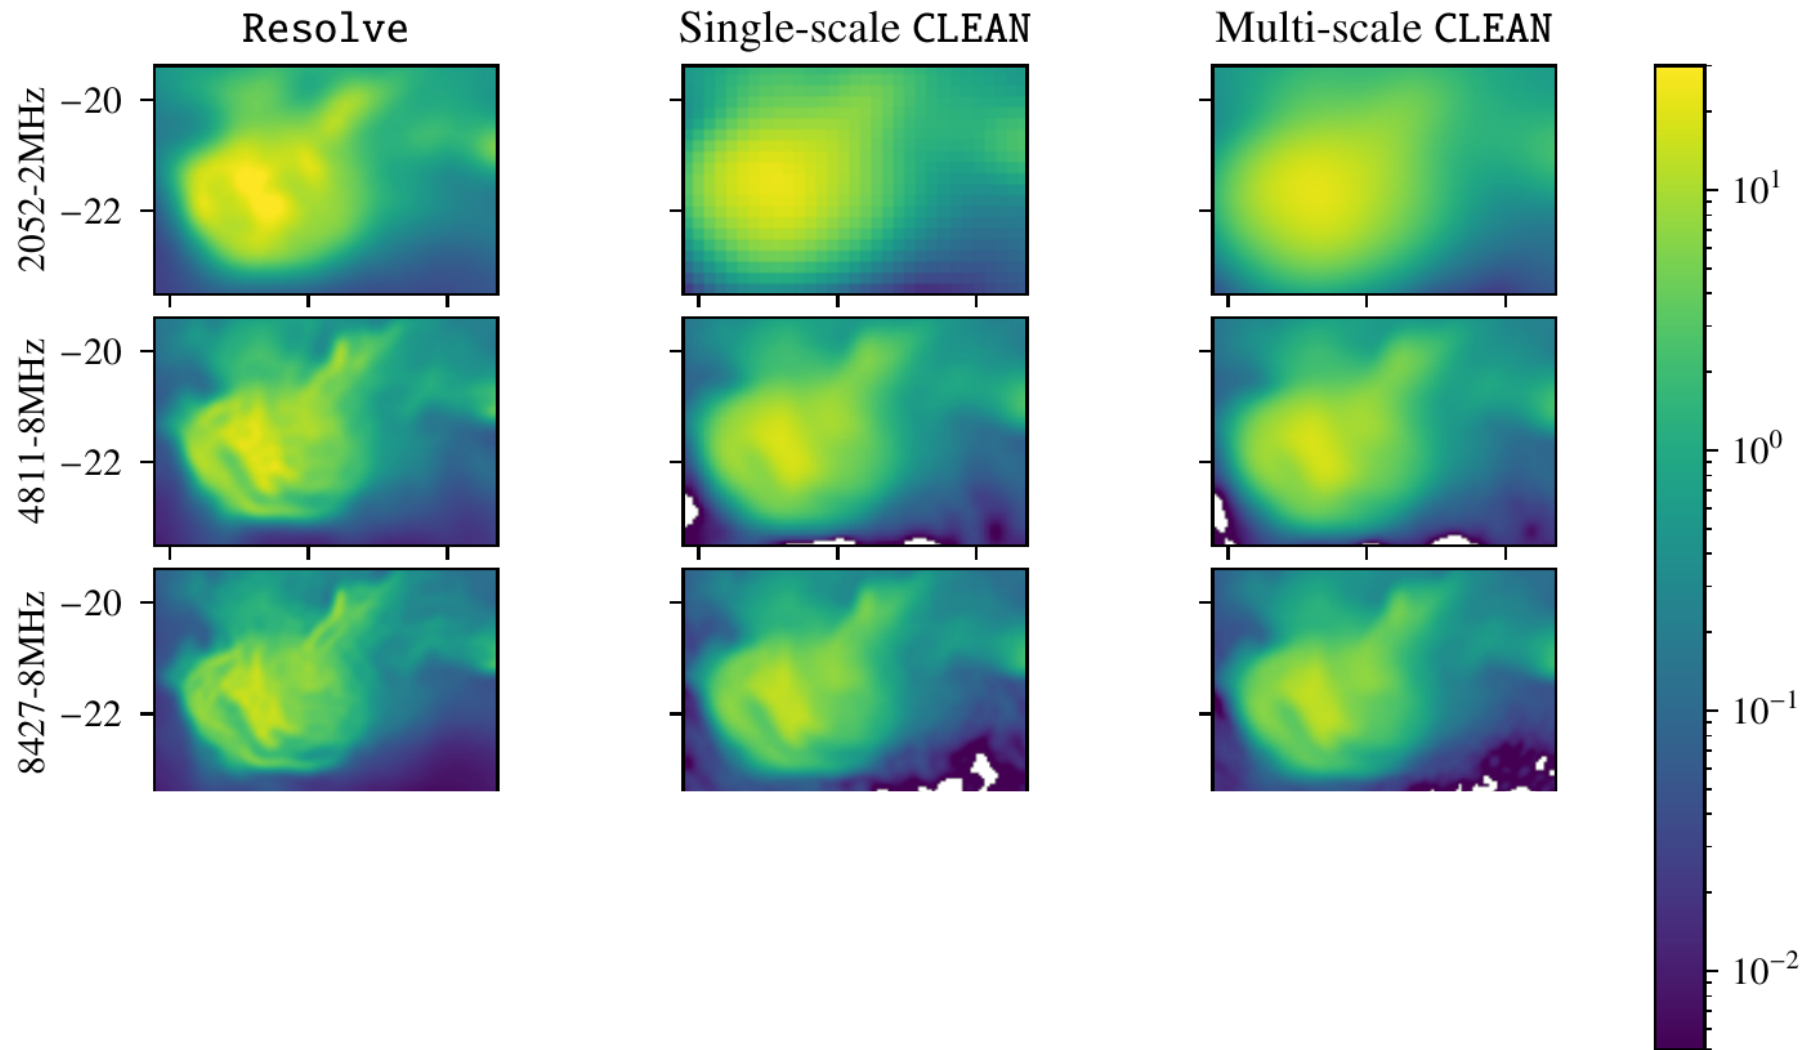 Resolve
Single-scale CLEAN
Multi-scale CLEAN
2052-2MHz
−20
−22
4811-8MHz
−20
−22
8427-8MHz
−20
−22
10¹
10⁰
10⁻¹
10⁻²